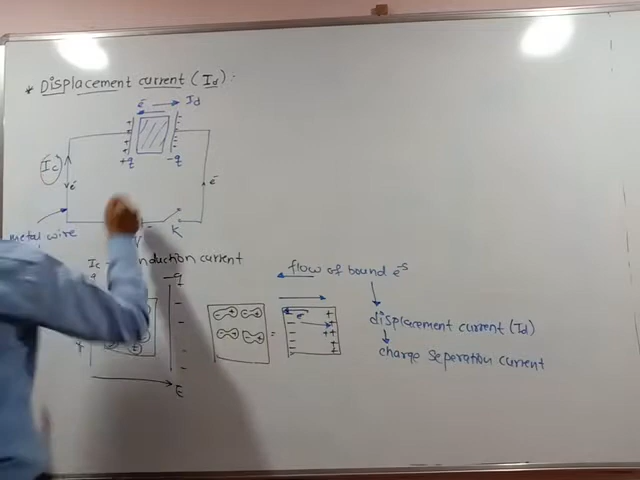 * Displacement current (Id):
e- → Id
+q -q
Ic
e-
e-
metal wire
K
Ic - nduction current
-q
E
flow of bound e-s
e-
=
displacement current (Id)
charge seperation current